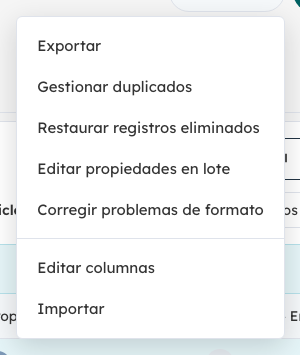 Exportar
Gestionar duplicados
Restaurar registros eliminados
Editar propiedades en lote
Corregir problemas de formato
Editar columnas
Importar